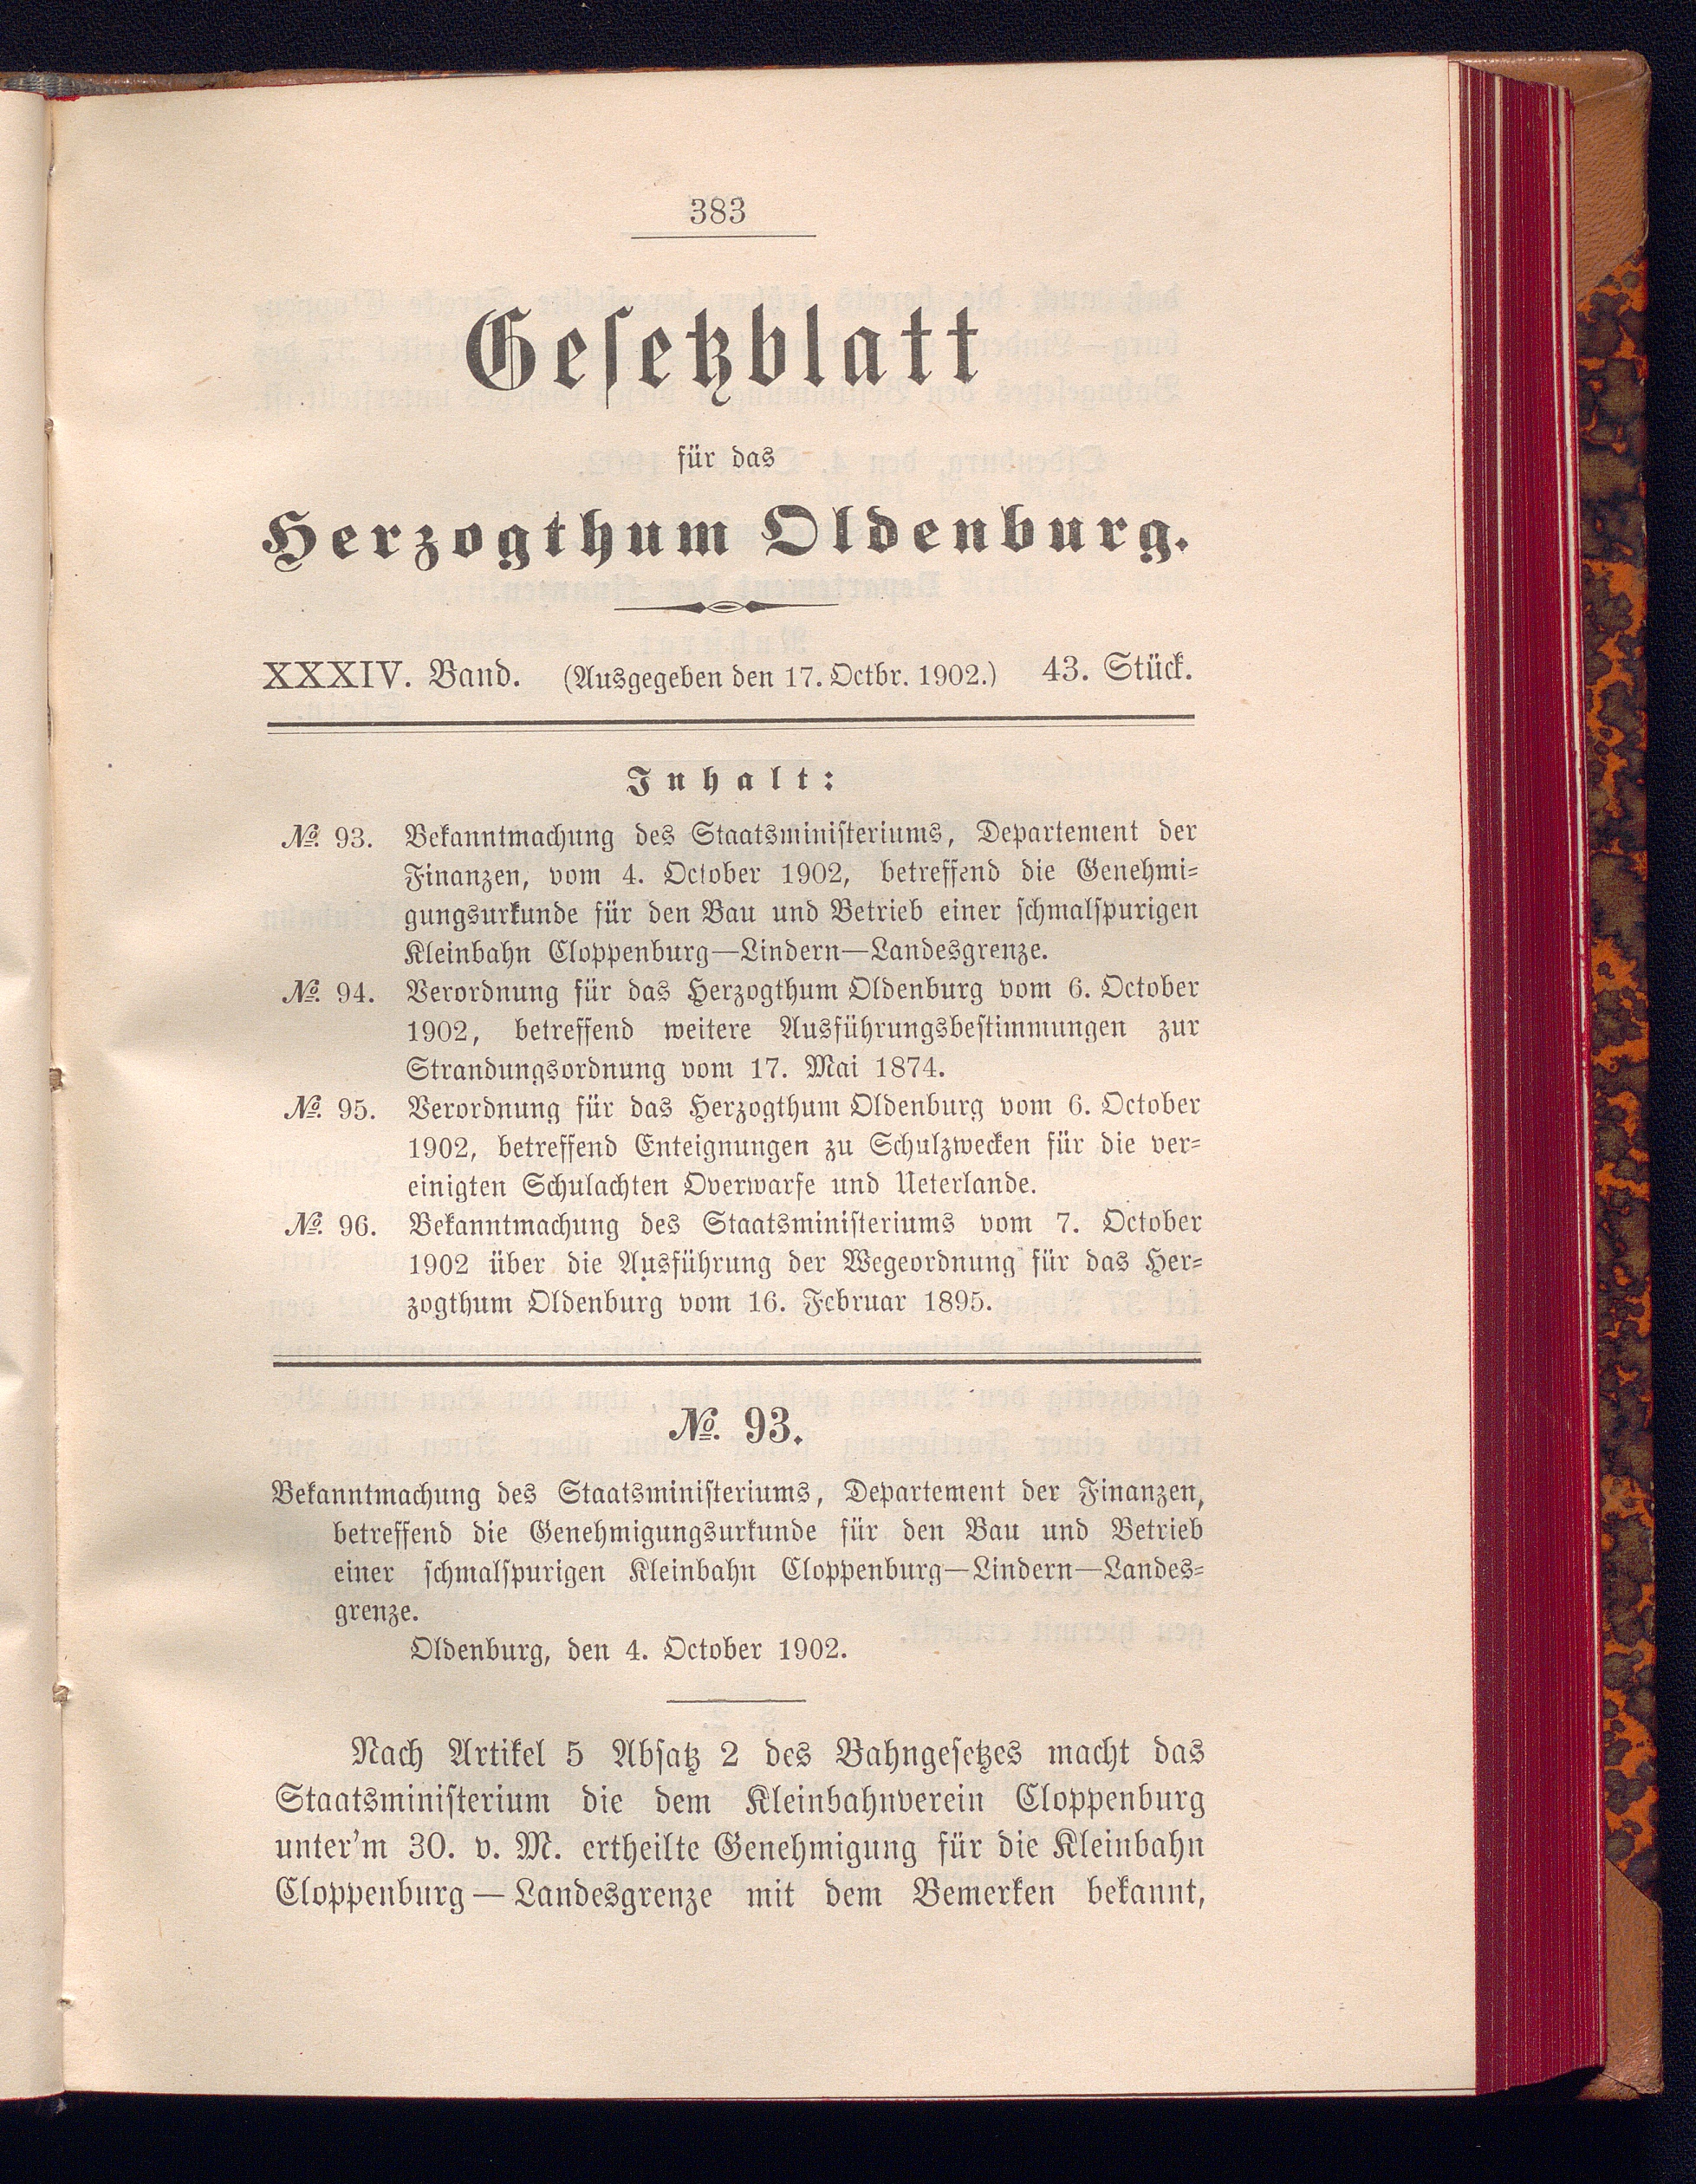 383
Gesetzblatt
für das
Herzogthum Oldenburg.
XXXIV. Band. (Ausgegeben den 17. Octbr. 1902.) 43. Stück.
Inhalt:
№. 93. Bekanntmachung des Staatsministeriums, Departement der
Finanzen, vom 4. October 1902, betreffend die Genehmi-
gungsurkunde für den Bau und Betrieb einer schmalspurigen
Kleinbahn Cloppenburg—Lindern—Landesgrenze.
№. 94. Verordnung für das Herzogthum Oldenburg vom 6. October
1902, betreffend weitere Ausführungsbestimmungen zur
Strandungsordnung vom 17. Mai 1874.
№. 95. Verordnung für das Herzogthum Oldenburg vom 6. October
1902, betreffend Enteignungen zu Schulzwecken für die ver-
einigten Schulachten Overwarfe und Ueterlande.
№. 96. Bekanntmachung des Staatsministeriums vom 7. October
1902 über die Ausführung der Wegeordnung für das Her-
zogthum Oldenburg vom 16. Februar 1895.
№. 93.
Bekanntmachung des Staatsministeriums, Departement der Finanzen,
betreffend die Genehmigungsurkunde für den Bau und Betrieb
einer schmalspurigen Kleinbahn Cloppenburg—Lindern—Landes-
grenze.
Oldenburg, den 4. October 1902.
Nach Artikel 5 Absatz 2 des Bahngesetzes macht das
Staatsministerium die dem Kleinbahnverein Cloppenburg
unter'm 30. v. M. ertheilte Genehmigung für die Kleinbahn
Cloppenburg — Landesgrenze mit dem Bemerken bekannt,